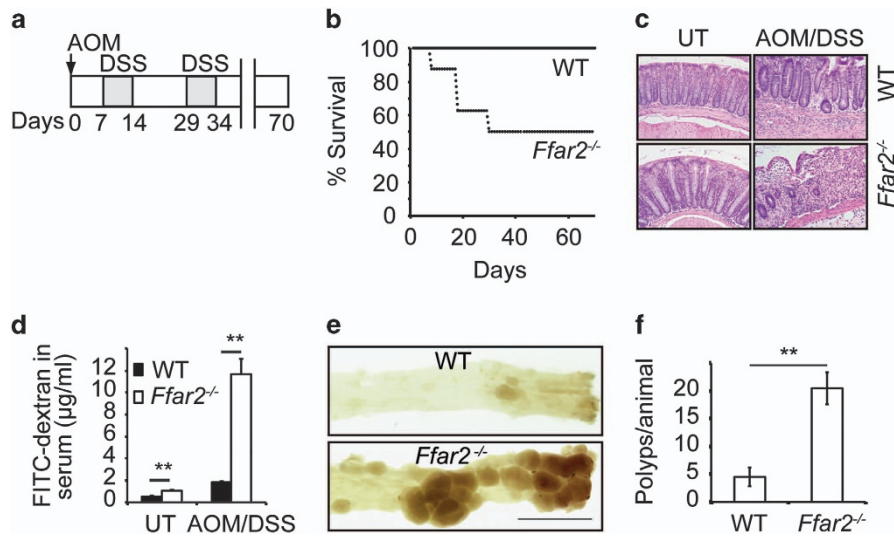 a
AOM
DSS DSS
Days 0 7 14 29 34 70
b
% Survival
100
80
60
40
20
0
WT
Ffar2-/-
0 20 40 60
Days
c
UT AOM/DSS
WT
Ffar2-/-
d
FITC-dextran in
serum (µg/ml)
12
10
8
6
4
2
0
WT
Ffar2-/-
**
**
UT AOM/DSS
e
WT
Ffar2-/-
f
Polyps/animal
20
15
10
5
0
**
WT Ffar2-/-